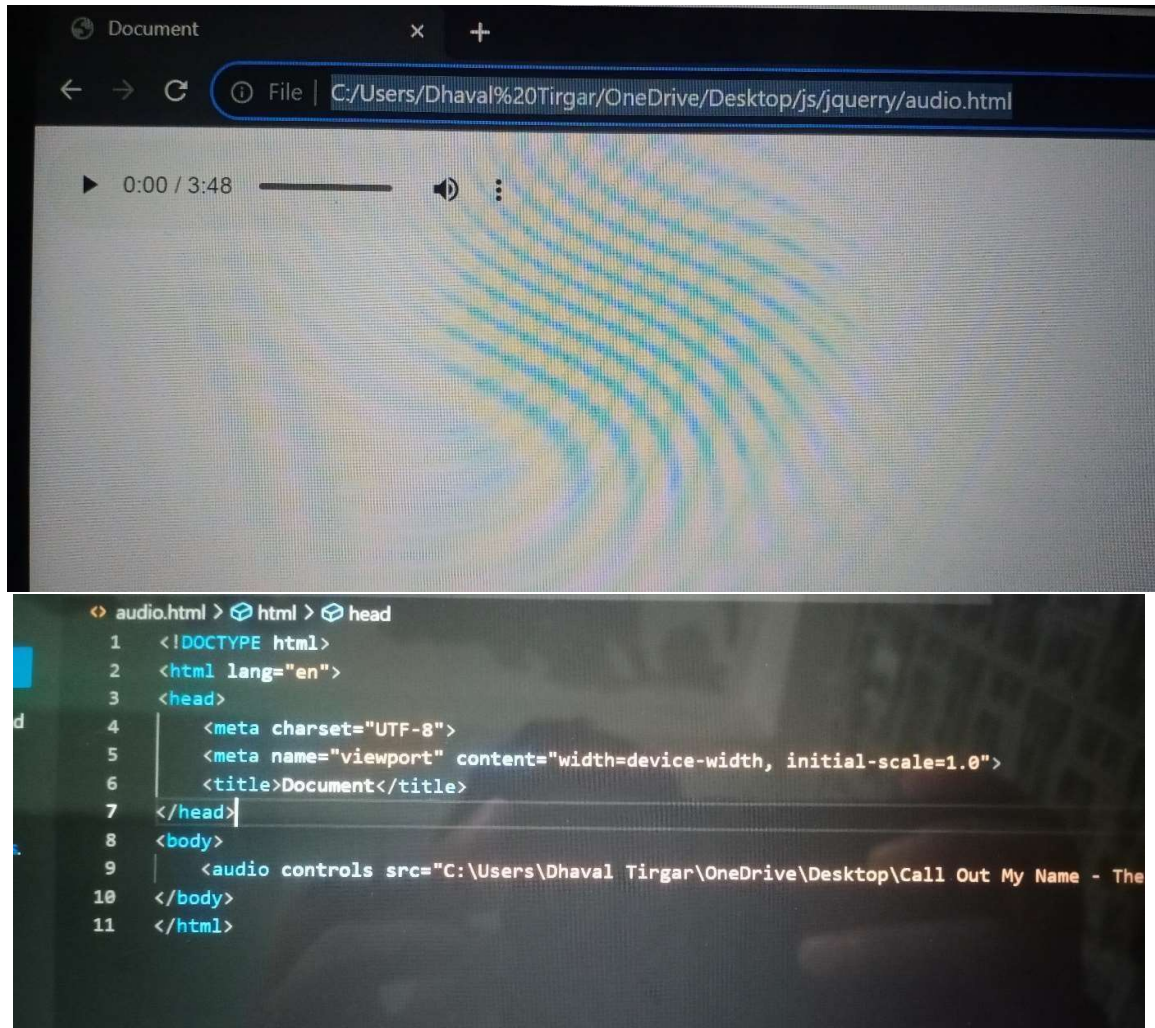 Document
File C:/Users/Dhaval%20Tirgar/OneDrive/Desktop/js/jquerry/audio.html
0:00 / 3:48
audio.html > html > head
1 <!DOCTYPE html>
2 <html lang="en">
3 <head>
4 <meta charset="UTF-8">
5 <meta name="viewport" content="width=device-width, initial-scale=1.0">
6 <title>Document</title>
7 </head>
8 <body>
9 <audio controls src="C:\Users\Dhaval Tirgar\OneDrive\Desktop\Call Out My Name - The
10 </body>
11 </html>